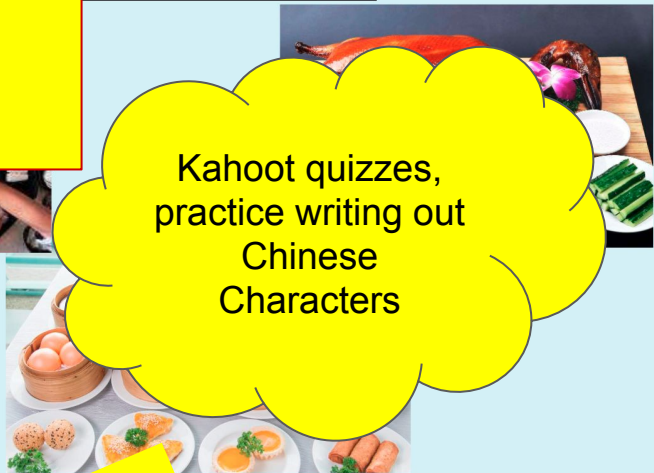 Kahoot quizzes,
practice writing out
Chinese
Characters